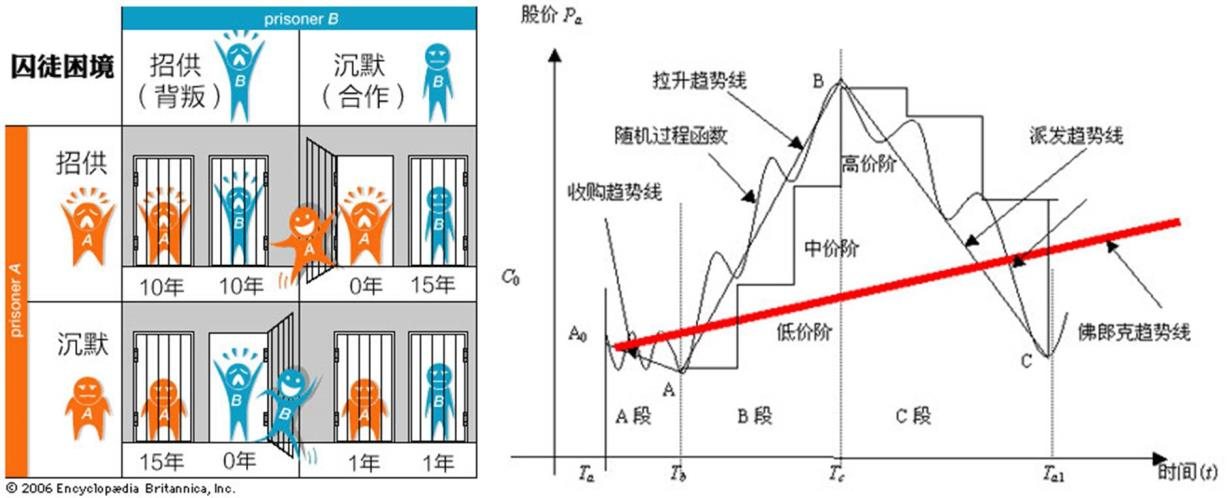 prisoner B
囚徒困境
招供
（背叛）
B
沉默
（合作）
B
prisoner A
招供
A
A
B
A
A
B
10年
10年
0年
15年
沉默
A
A
B
B
A
B
15年
0年
1年
1年
© 2006 Encyclopædia Britannica, Inc.
股价 Pa
拉升趋势线
B
随机过程函数
派发趋势线
高价阶
收购趋势线
中价阶
C0
A0
低价阶
佛郎克趋势线
A
C
A 段
B 段
C 段
Ta
Tb
Tc
Ta1
时间(t)